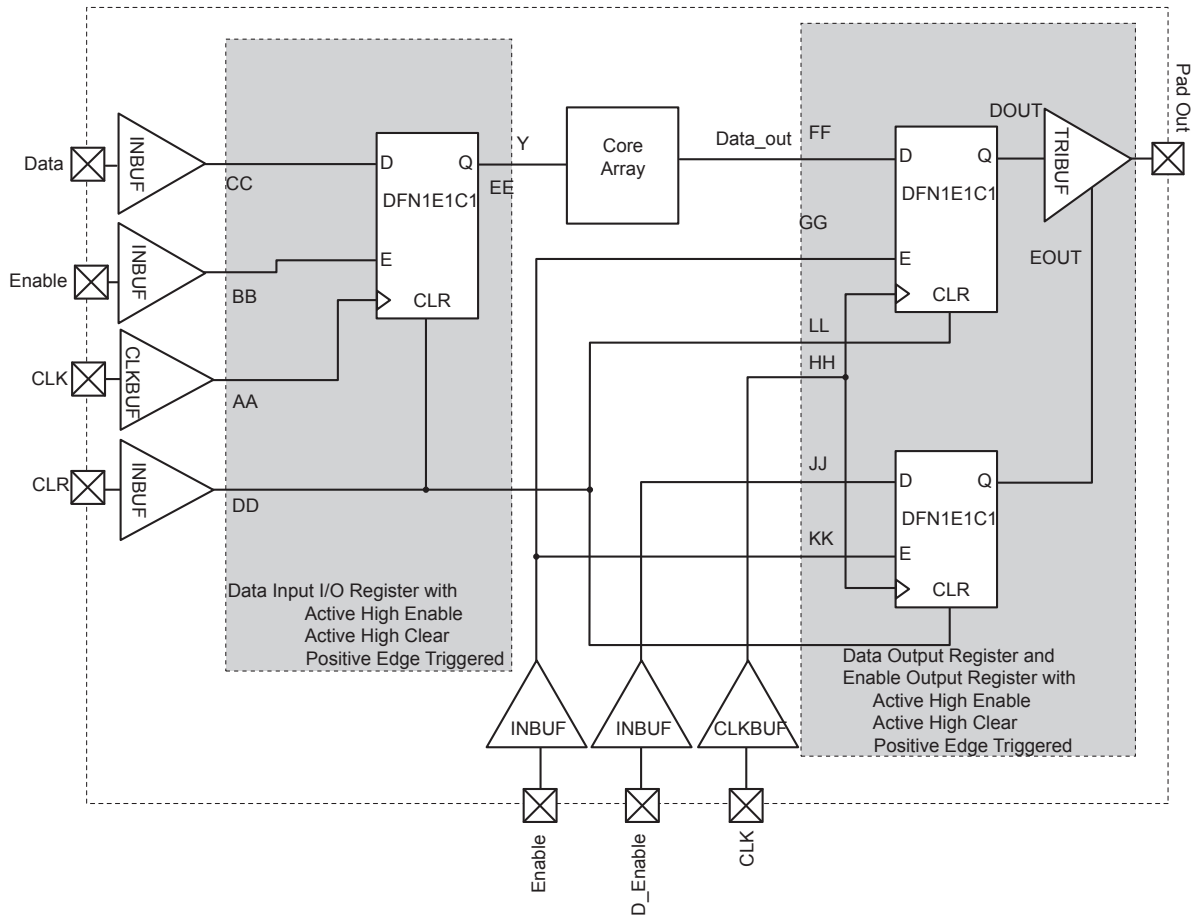 Pad Out
Data
INBUF
CC
D
Q
DFN1E1C1
E
CLR
Y
EE
Core
Array
Data_out
FF
D
Q
DFN1E1C1
E
CLR
DOUT
TRIBUF
GG
EOUT
Enable
INBUF
BB
CLK
CLKBUF
AA
CLR
INBUF
DD
LL
HH
JJ
D
Q
DFN1E1C1
KK
E
CLR
Data Input I/O Register with
Active High Enable
Active High Clear
Positive Edge Triggered
Data Output Register and
Enable Output Register with
Active High Enable
Active High Clear
Positive Edge Triggered
INBUF
INBUF
CLKBUF
Enable
D_Enable
CLK